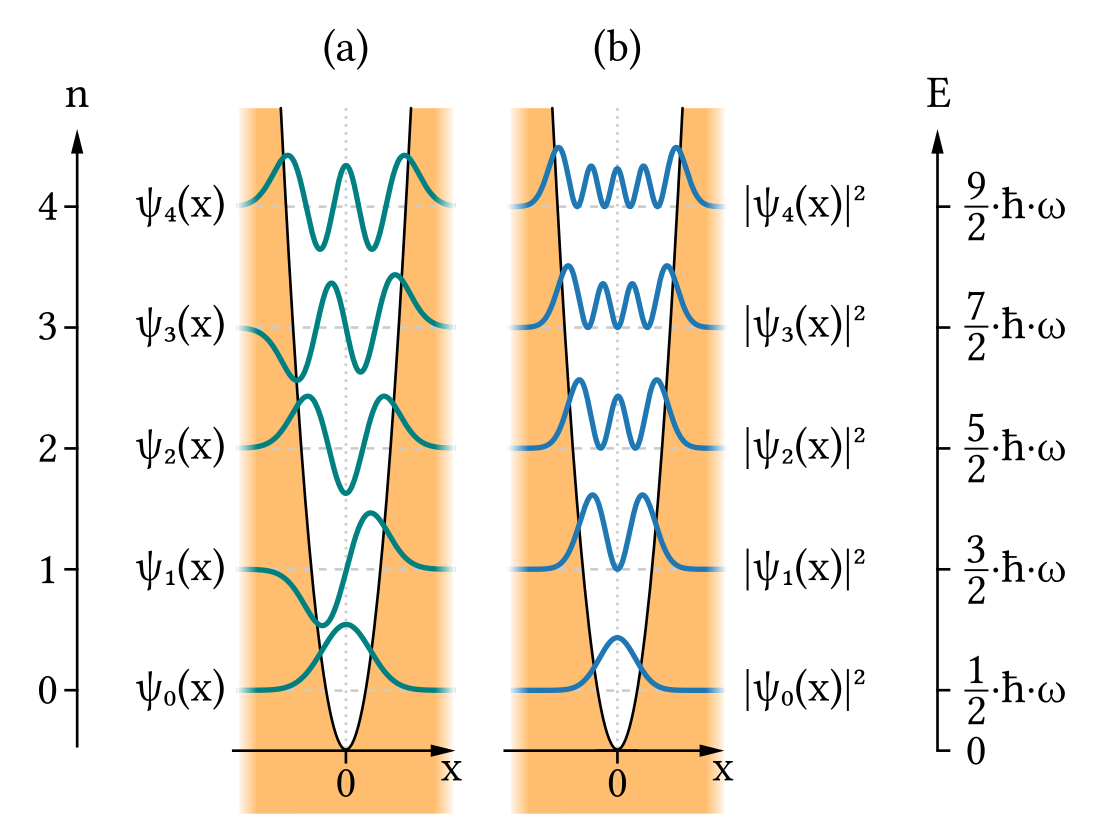 (a) (b)
n E
4 ψ₄(x) |ψ₄(x)|² 9/2·ħ·ω
3 ψ₃(x) |ψ₃(x)|² 7/2·ħ·ω
2 ψ₂(x) |ψ₂(x)|² 5/2·ħ·ω
1 ψ₁(x) |ψ₁(x)|² 3/2·ħ·ω
0 ψ₀(x) |ψ₀(x)|² 1/2·ħ·ω
0
x x
0 0